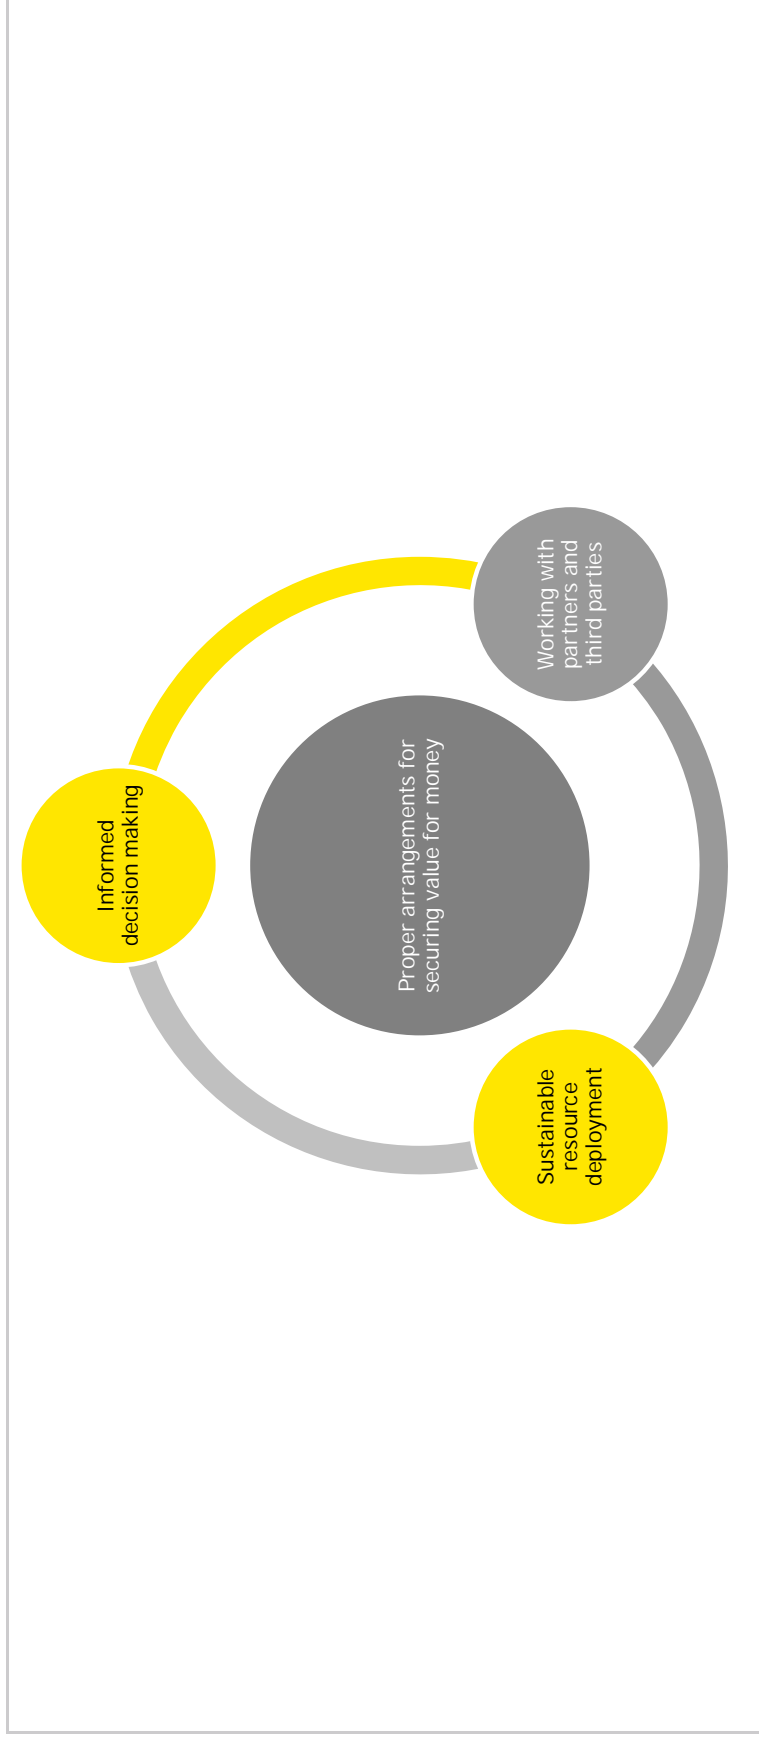 Informed
decision making
Proper arrangements for
securing value for money
Sustainable
resource
deployment
Working with
partners and
third parties